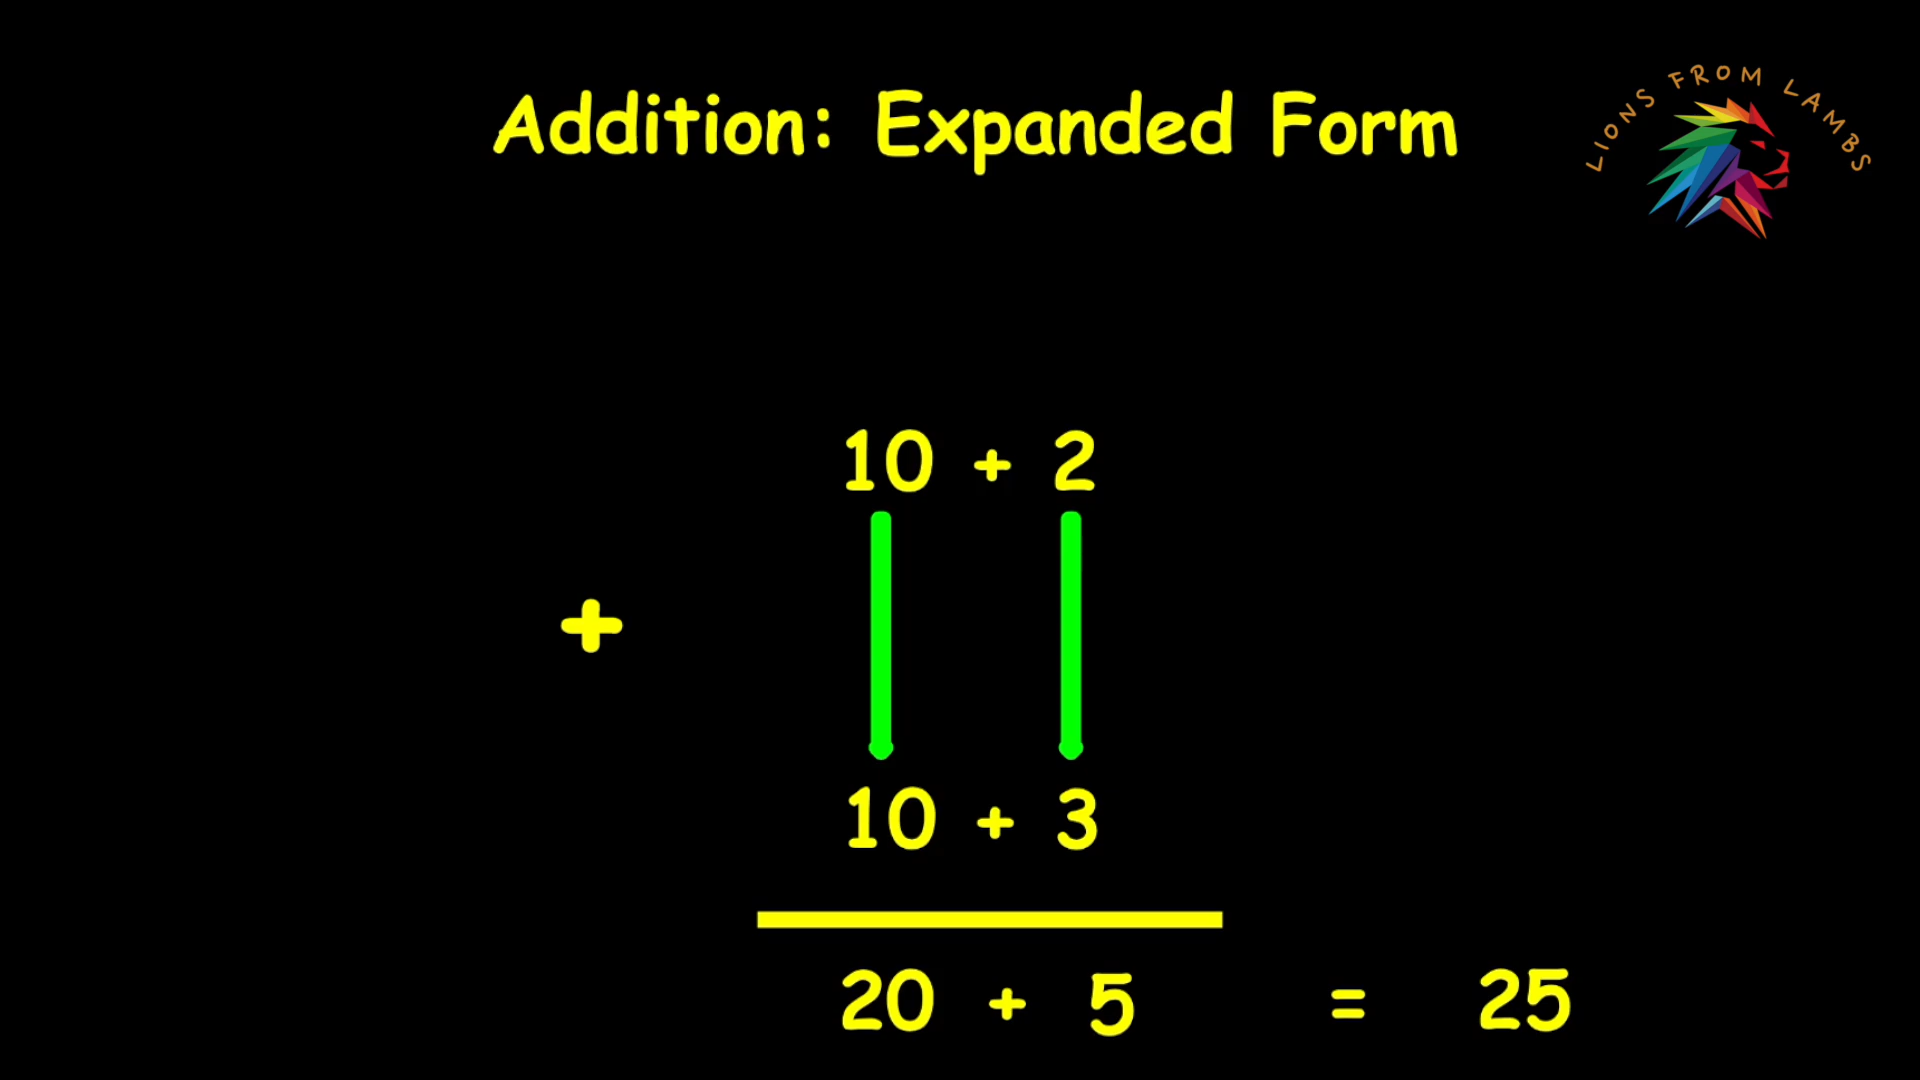 Addition: Expanded Form
LIONS FROM LAMBS
10 + 2
+
10 + 3
20 + 5 = 25